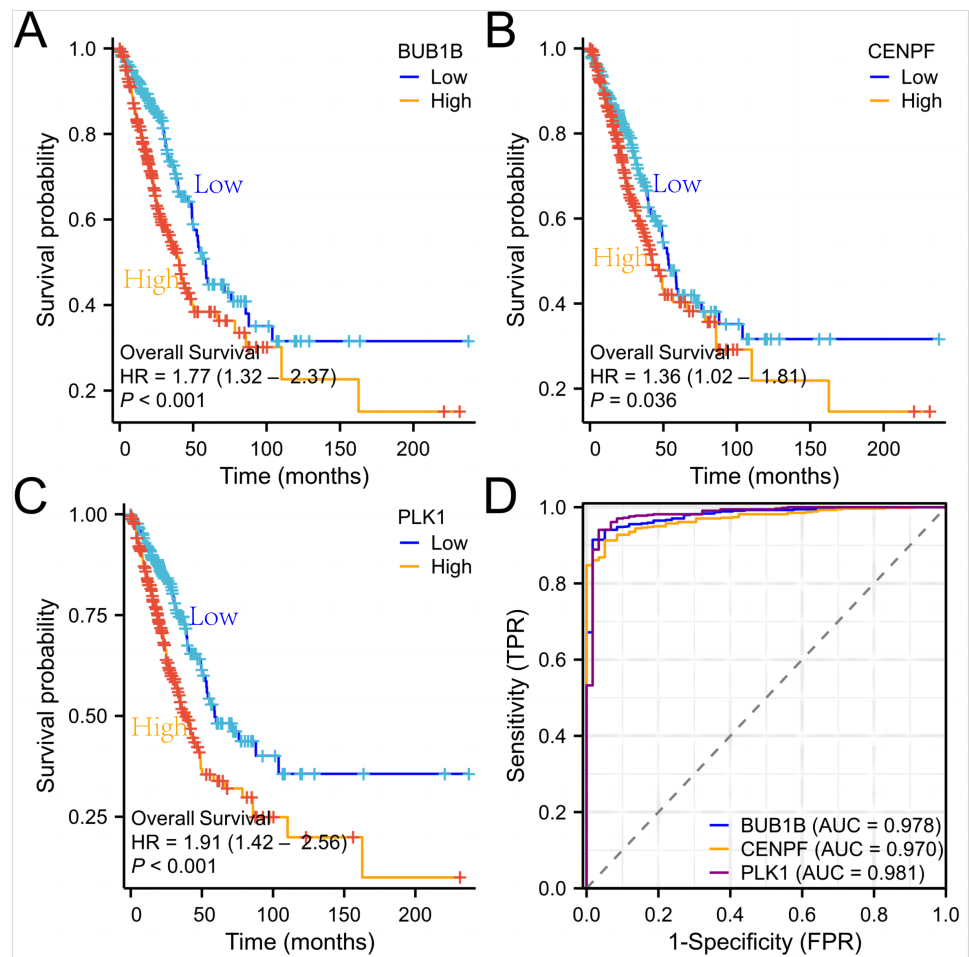 A
BUB1B
Low
High
1.0
0.8
0.6
0.4
0.2
Survival probability
Low
High
Overall Survival
HR = 1.77 (1.32 – 2.37)
P < 0.001
0 50 100 150 200
Time (months)
B
CENPF
Low
High
1.0
0.8
0.6
0.4
0.2
Survival probability
Low
High
Overall Survival
HR = 1.36 (1.02 – 1.81)
P = 0.036
0 50 100 150 200
Time (months)
C
PLK1
Low
High
1.00
0.75
0.50
0.25
Survival probability
Low
High
Overall Survival
HR = 1.91 (1.42 – 2.56)
P < 0.001
0 50 100 150 200
Time (months)
D
1.0
0.8
0.6
0.4
0.2
0.0
Sensitivity (TPR)
BUB1B (AUC = 0.978)
CENPF (AUC = 0.970)
PLK1 (AUC = 0.981)
0.0 0.2 0.4 0.6 0.8 1.0
1-Specificity (FPR)